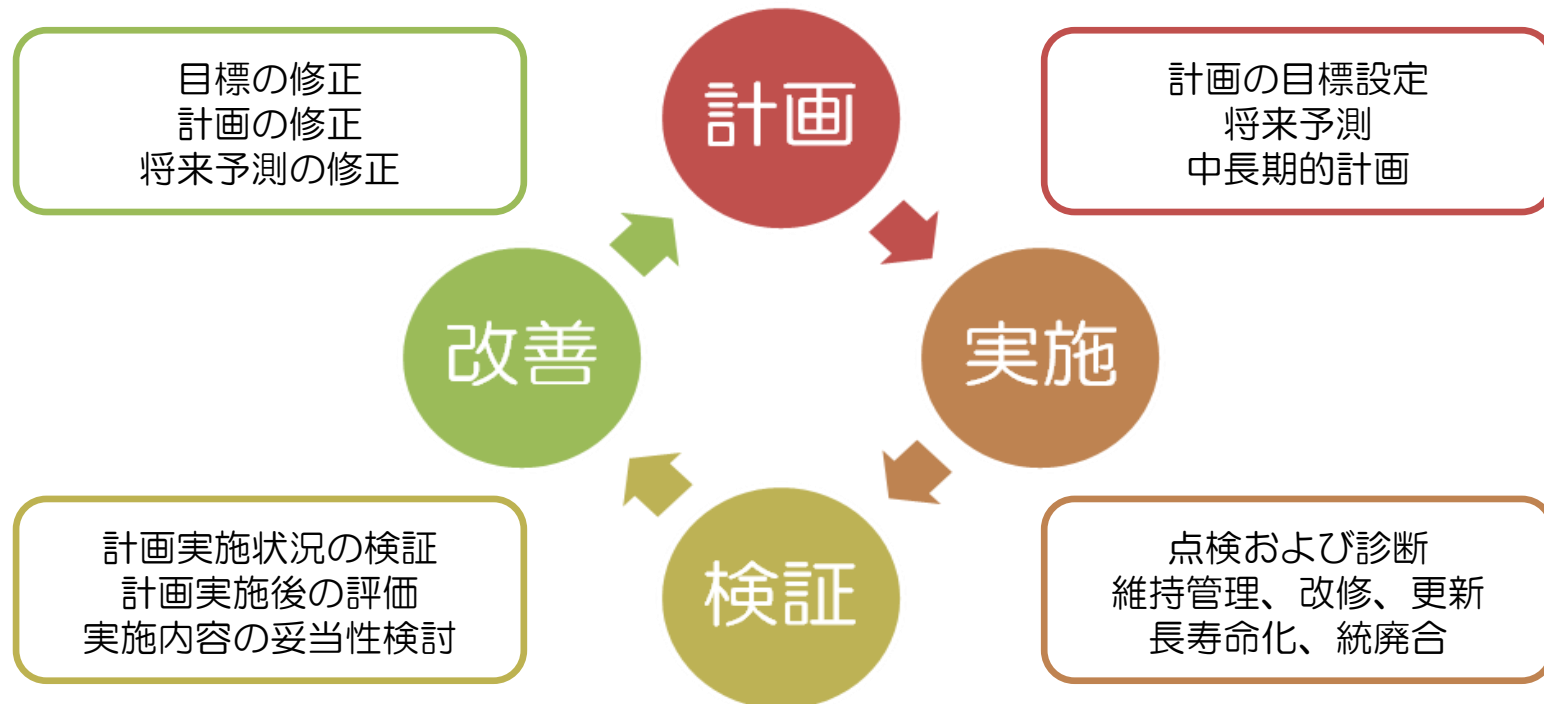 目標の修正
計画の修正
将来予測の修正
計画
計画の目標設定
将来予測
中長期的計画
改善
実施
計画実施状況の検証
計画実施後の評価
実施内容の妥当性検討
検証
点検および診断
維持管理、改修、更新
長寿命化、統廃合